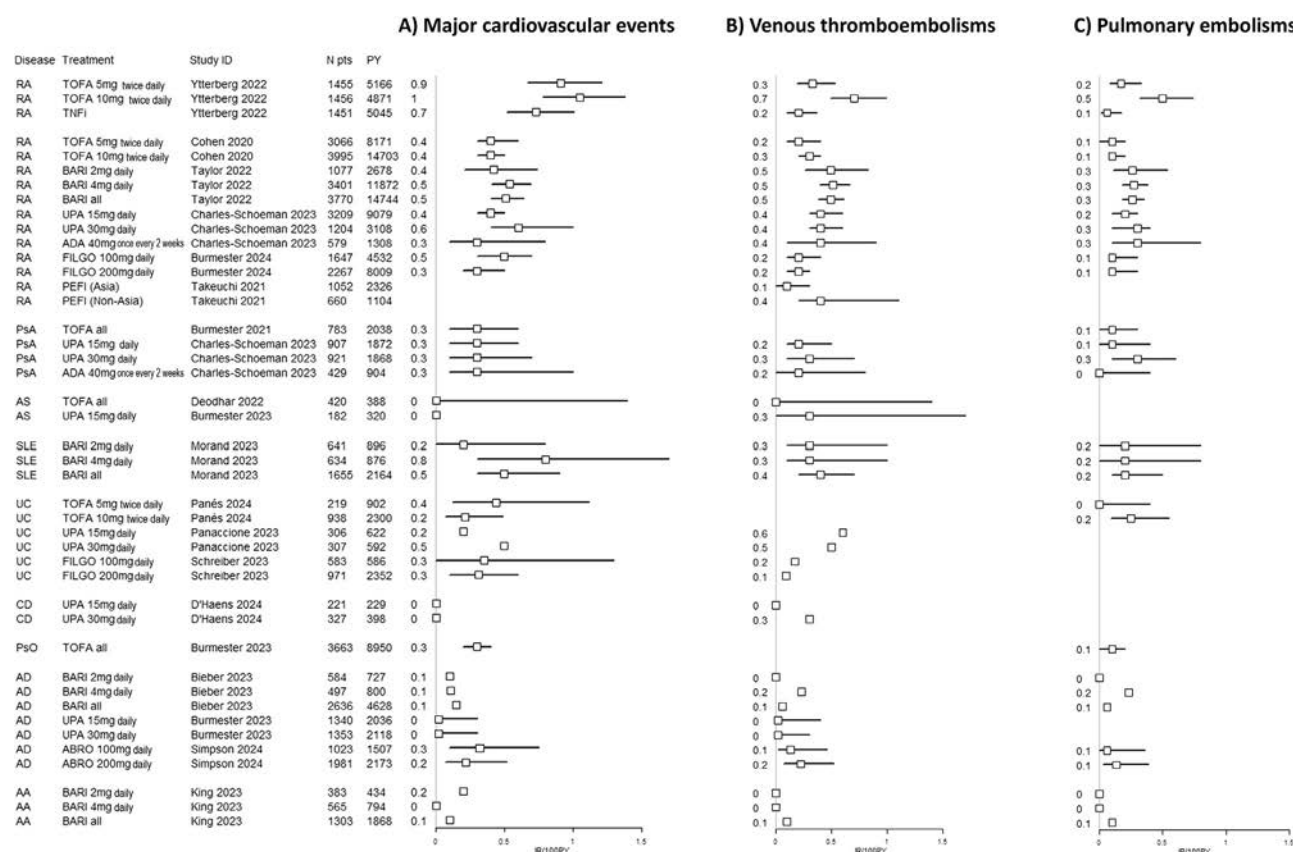 A) Major cardiovascular events B) Venous thromboembolisms C) Pulmonary embolisms
Disease Treatment Study ID N pts PY
RA TOFA 5mg twice daily Ytterberg 2022 1455 5166 0.9 0.3 0.2
RA TOFA 10mg twice daily Ytterberg 2022 1456 4871 1 0.7 0.5
RA TNFi Ytterberg 2022 1451 5045 0.7 0.2 0.1
RA TOFA 5mg twice daily Cohen 2020 3066 8171 0.4 0.2 0.1
RA TOFA 10mg twice daily Cohen 2020 3995 14703 0.4 0.3 0.1
RA BARI 2mg daily Taylor 2022 1077 2678 0.4 0.5 0.3
RA BARI 4mg daily Taylor 2022 3401 11872 0.5 0.5 0.3
RA BARI all Taylor 2022 3770 14744 0.5 0.5 0.3
RA UPA 15mg daily Charles-Schoeman 2023 3209 9079 0.4 0.4 0.2
RA UPA 30mg daily Charles-Schoeman 2023 1204 3108 0.6 0.4 0.3
RA ADA 40mg once every 2 weeks Charles-Schoeman 2023 579 1308 0.3 0.4 0.3
RA FILGO 100mg daily Burmester 2024 1647 4532 0.5 0.2 0.1
RA FILGO 200mg daily Burmester 2024 2267 8009 0.3 0.2 0.1
RA PEFI (Asia) Takeuchi 2021 1052 2326 0.1
RA PEFI (Non-Asia) Takeuchi 2021 660 1104 0.4
PsA TOFA all Burmester 2021 783 2038 0.3 0.1
PsA UPA 15mg daily Charles-Schoeman 2023 907 1872 0.3 0.2 0.1
PsA UPA 30mg daily Charles-Schoeman 2023 921 1868 0.3 0.3 0.3
PsA ADA 40mg once every 2 weeks Charles-Schoeman 2023 429 904 0.3 0.2 0
AS TOFA all Deodhar 2022 420 388 0 0
AS UPA 15mg daily Burmester 2023 182 320 0 0.3
SLE BARI 2mg daily Morand 2023 641 896 0.2 0.3 0.2
SLE BARI 4mg daily Morand 2023 634 876 0.8 0.3 0.2
SLE BARI all Morand 2023 1655 2164 0.5 0.4 0.2
UC TOFA 5mg twice daily Panés 2024 219 902 0.4 0
UC TOFA 10mg twice daily Panés 2024 938 2300 0.2 0.2
UC UPA 15mg daily Panaccione 2023 306 622 0.2 0.6
UC UPA 30mg daily Panaccione 2023 307 592 0.5 0.5
UC FILGO 100mg daily Schreiber 2023 583 586 0.3 0.2
UC FILGO 200mg daily Schreiber 2023 971 2352 0.3 0.1
CD UPA 15mg daily D'Haens 2024 221 229 0 0
CD UPA 30mg daily D'Haens 2024 327 398 0 0.3
PsO TOFA all Burmester 2023 3663 8950 0.3 0.1
AD BARI 2mg daily Bieber 2023 584 727 0.1 0 0
AD BARI 4mg daily Bieber 2023 497 800 0.1 0.2 0.2
AD BARI all Bieber 2023 2636 4628 0.1 0.1 0.1
AD UPA 15mg daily Burmester 2023 1340 2036 0 0
AD UPA 30mg daily Burmester 2023 1353 2118 0 0
AD ABRO 100mg daily Simpson 2024 1023 1507 0.3 0.1 0.1
AD ABRO 200mg daily Simpson 2024 1981 2173 0.2 0.2 0.1
AA BARI 2mg daily King 2023 383 434 0.2 0 0
AA BARI 4mg daily King 2023 565 794 0 0 0
AA BARI all King 2023 1303 1868 0.1 0.1 0.1
0 0.5 1 1.5 0 0.5 1 1.5 0 0.5 1 1.5
IR/100PY IR/100PY IR/100PY